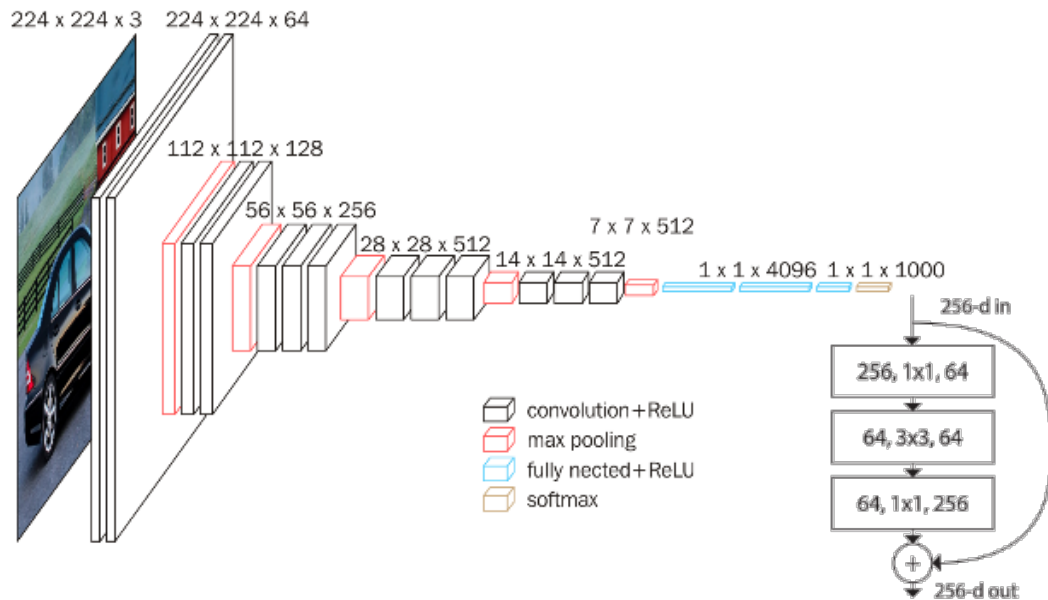 224 x 224 x 3
224 x 224 x 64
112 x 112 x 128
56 x 56 x 256
28 x 28 x 512
14 x 14 x 512
7 x 7 x 512
1 x 1 x 4096
1 x 1 x 1000
convolution+ReLU
max pooling
fully nected+ReLU
softmax
256-d in
256, 1x1, 64
64, 3x3, 64
64, 1x1, 256
+
256-d out